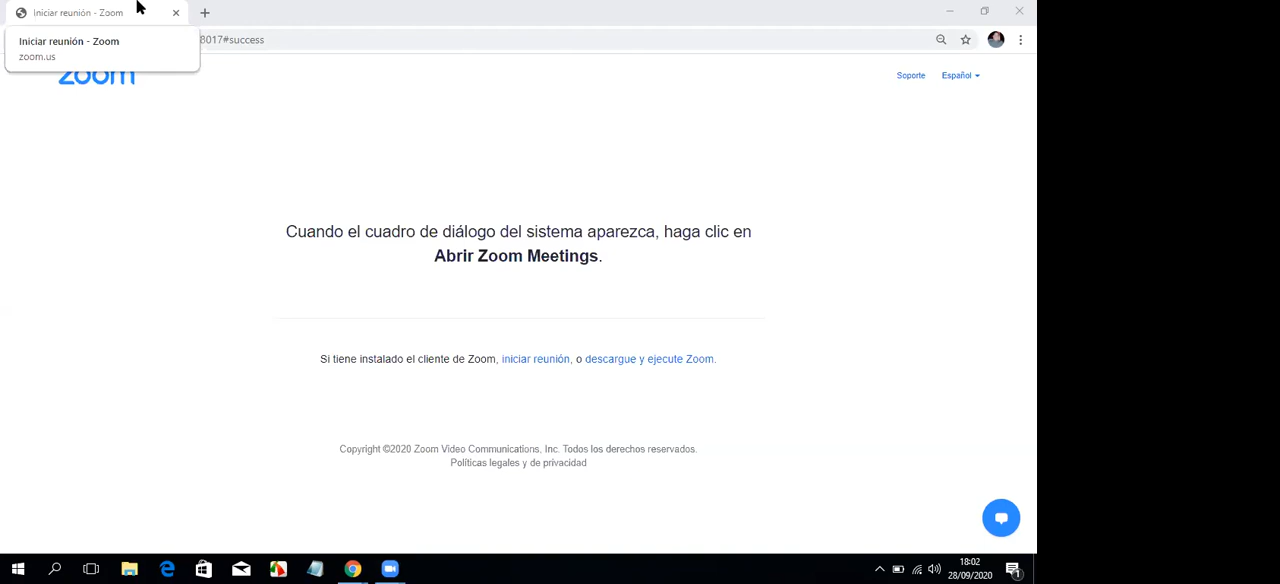 Iniciar reunión - Zoom
Iniciar reunión - Zoom
zoom.us
8017#success
zoom
Soporte
Español
Cuando el cuadro de diálogo del sistema aparezca, haga clic en
Abrir Zoom Meetings.
Si tiene instalado el cliente de Zoom, iniciar reunión, o descargue y ejecute Zoom.
Copyright ©2020 Zoom Video Communications, Inc. Todos los derechos reservados.
Políticas legales y de privacidad
18:02
28/09/2020
1